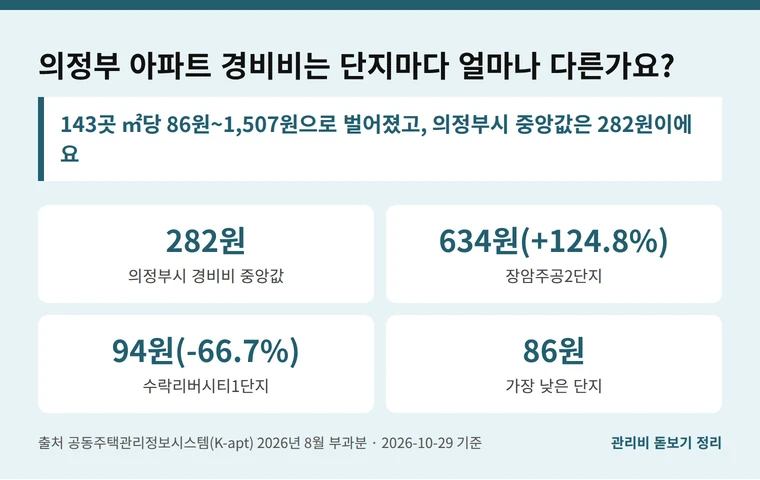 의정부 아파트 경비비는 단지마다 얼마나 다른가요?
143곳 ㎡당 86원~1,507원으로 벌어졌고, 의정부시 중앙값은 282원이에
요
282원
의정부시 경비비 중앙값
634원(+124.8%)
장암주공2단지
94원(-66.7%)
수락리버시티1단지
86원
가장 낮은 단지
출처 공동주택관리정보시스템(K-apt) 2026년 8월 부과분 · 2026-10-29 기준
관리비 돋보기 정리